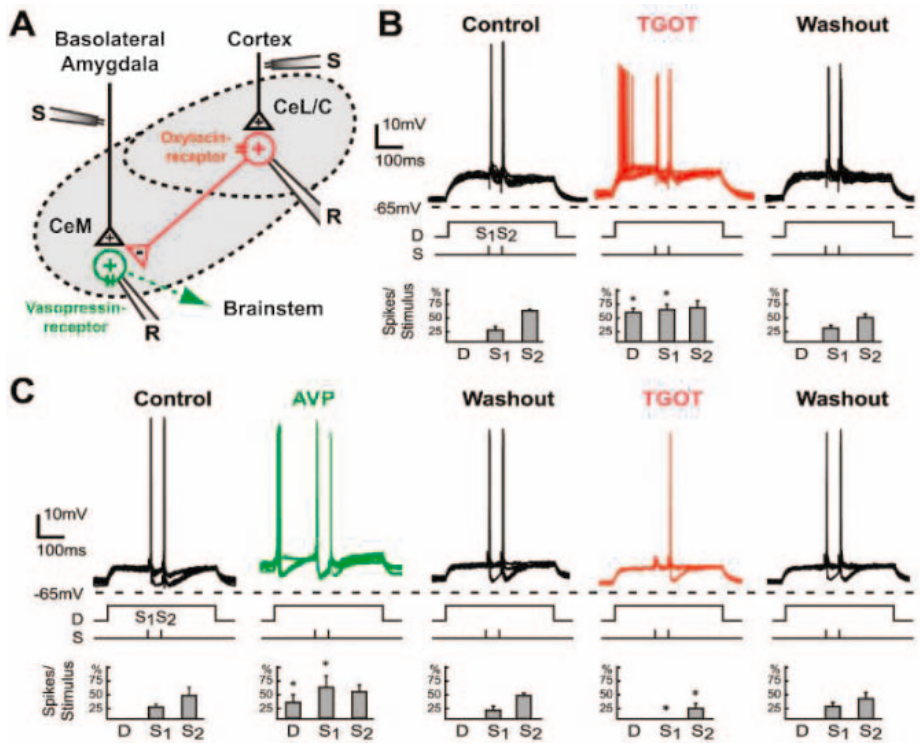 A
Basolateral
Amygdala
Cortex
S
S
CeL/C
Oxytocin-
receptor
CeM
R
Vasopressin-
receptor
R
Brainstem
B
Control
TGOT
Washout
10mV
100ms
-65mV
D
S1S2
S
Spikes/
Stimulus
%
75
50
25
D S1 S2
%
75
50
25
* *
D S1 S2
%
75
50
25
D S1 S2
C
Control
AVP
Washout
TGOT
Washout
10mV
100ms
-65mV
D
S1S2
S
Spikes/
Stimulus
%
75
50
25
D S1 S2
%
75
50
25
* *
D S1 S2
%
75
50
25
D S1 S2
%
75
50
25
* *
D S1 S2
%
75
50
25
D S1 S2